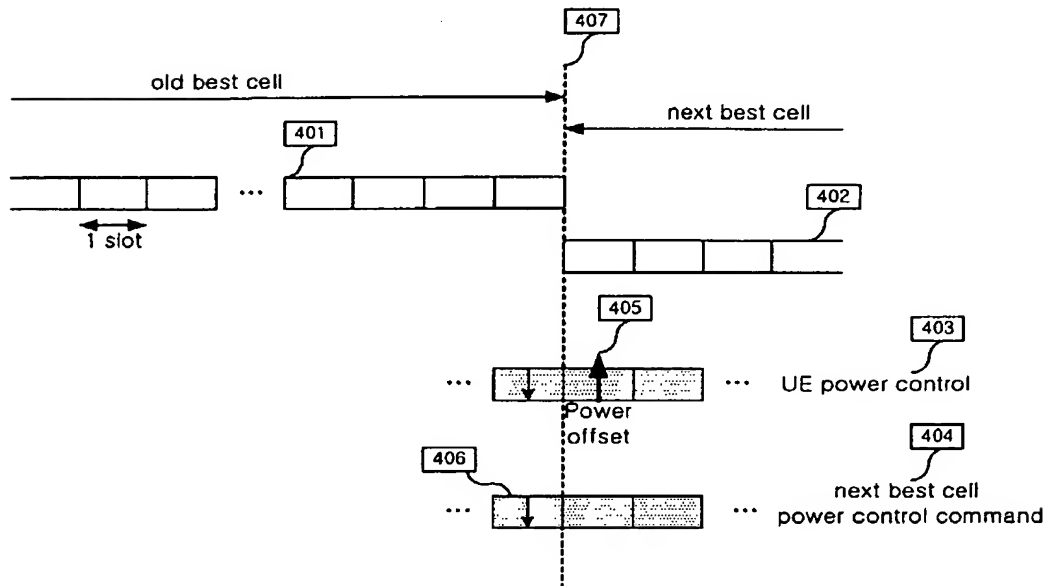 407
old best cell
next best cell
401
...
402
1 slot
405
403
... ... UE power control
Power
offset
404
406
next best cell
... ... power control command